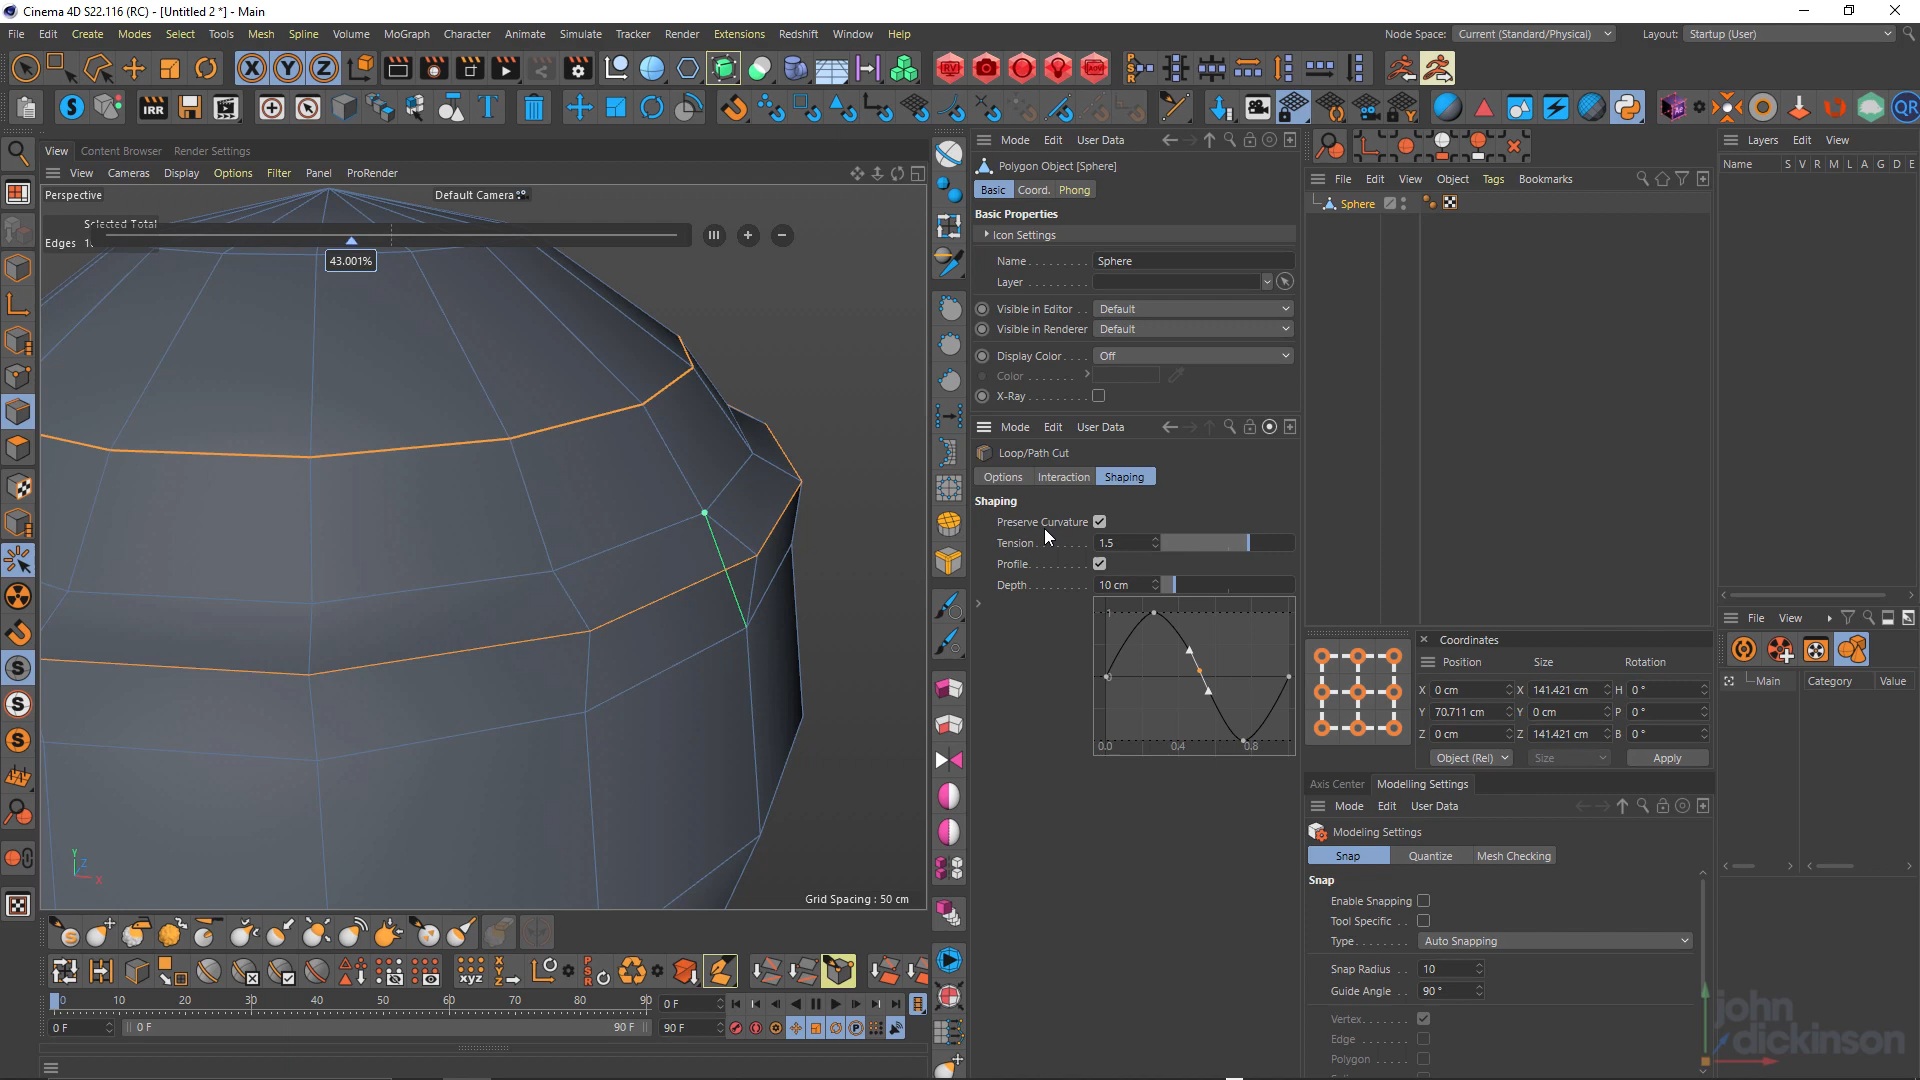 Cinema 4D S22.116 (RC) - [Untitled 2 *] - Main
File Edit Create Modes Select Tools Mesh Spline Volume MoGraph Character Animate Simulate Tracker Render Extensions Redshift Window Help
Node Space: Current (Standard/Physical) Layout: Startup (User)
View Content Browser Render Settings
View Cameras Display Options Filter Panel ProRender
Perspective Default Camera
Selected Total
Edges
43.001%
Grid Spacing : 50 cm
Y Z X
Mode Edit User Data
Polygon Object [Sphere]
Basic Coord. Phong
Basic Properties
Icon Settings
Name Sphere
Layer
Visible in Editor Default
Visible in Renderer Default
Display Color Off
Color
X-Ray
Mode Edit User Data
Loop/Path Cut
Options Interaction Shaping
Shaping
Preserve Curvature
Tension 1.5
Profile
Depth 10 cm
0.0 0.4 0.8
File Edit View Object Tags Bookmarks
Sphere
Coordinates
Position Size Rotation
X 0 cm X 141.421 cm H 0 °
Y 70.711 cm Y 0 cm P 0 °
Z 0 cm Z 141.421 cm B 0 °
Object (Rel) Size Apply
Axis Center Modelling Settings
Mode Edit User Data
Modeling Settings
Snap Quantize Mesh Checking
Snap
Enable Snapping
Tool Specific
Type Auto Snapping
Snap Radius 10
Guide Angle 90 °
Vertex
Edge
Polygon
Layers Edit View
Name S V R M L A G D E
File View
Main Category Value
IRR RV AOV PSR QR
XYZ
0 10 20 30 40 50 60 70 80 90 0 F
0 F 0 F 90 F 90 F
john
dickinson